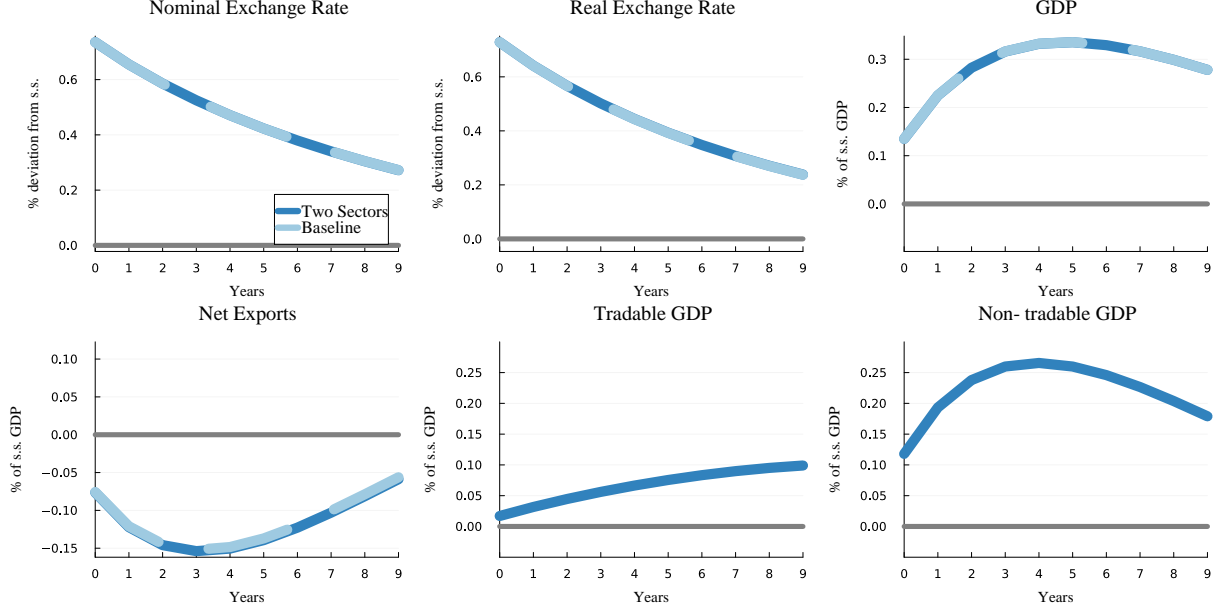 Nominal Exchange Rate
% deviation from s.s.
0.6
0.4
0.2
0.0
Two Sectors
Baseline
0 1 2 3 4 5 6 7 8 9
Years
Real Exchange Rate
% deviation from s.s.
0.6
0.4
0.2
0.0
0 1 2 3 4 5 6 7 8 9
Years
GDP
% of s.s. GDP
0.3
0.2
0.1
0.0
0 1 2 3 4 5 6 7 8 9
Years
Net Exports
% of s.s. GDP
0.10
0.05
0.00
−0.05
−0.10
−0.15
0 1 2 3 4 5 6 7 8 9
Years
Tradable GDP
% of s.s. GDP
0.25
0.20
0.15
0.10
0.05
0.00
0 1 2 3 4 5 6 7 8 9
Years
Non- tradable GDP
% of s.s. GDP
0.25
0.20
0.15
0.10
0.05
0.00
0 1 2 3 4 5 6 7 8 9
Years